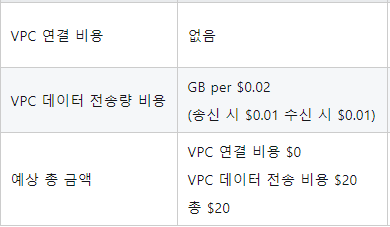 VPC 연결 비용
없음
VPC 데이터 전송량 비용
GB per $0.02
(송신 시 $0.01 수신 시 $0.01)
예상 총 금액
VPC 연결 비용 $0
VPC 데이터 전송 비용 $20
총 $20